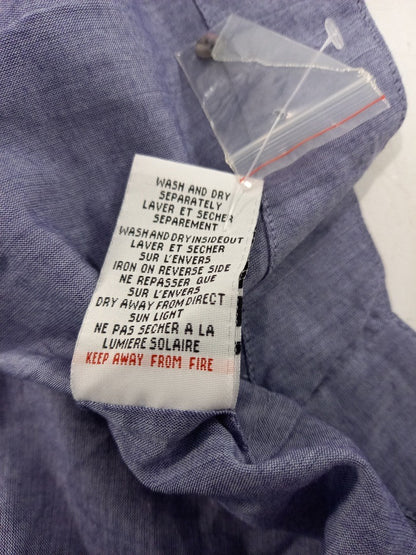 WASH AND DRY
SEPARATELY
LAVER ET SECHER
SEPAREMENT
WASH AND DRY INSIDE OUT
LAVER ET SECHER
SUR L'ENVERS
IRON ON REVERSE SIDE
NE REPASSER QUE
SUR L'ENVERS
DRY AWAY FROM DIRECT
SUN LIGHT
NE PAS SECHER A LA
LUMIERE SOLAIRE
KEEP AWAY FROM FIRE